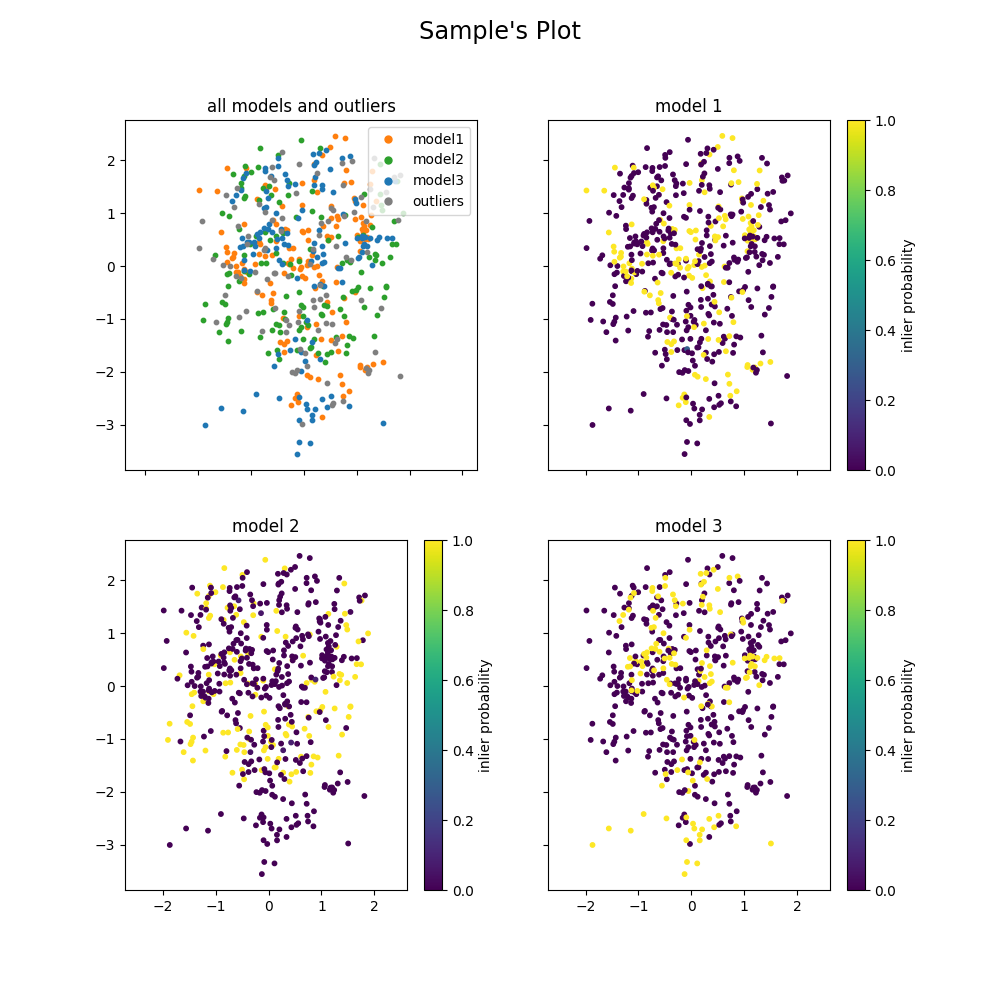 Sample's Plot
all models and outliers
model 1
model1
model2
model3
outliers
2
1
0
−1
−2
−3
1.0
0.8
0.6
0.4
0.2
0.0
inlier probability
model 2
model 3
2
1
0
−1
−2
−3
−2 −1 0 1 2
1.0
0.8
0.6
0.4
0.2
0.0
inlier probability
−2 −1 0 1 2
1.0
0.8
0.6
0.4
0.2
0.0
inlier probability